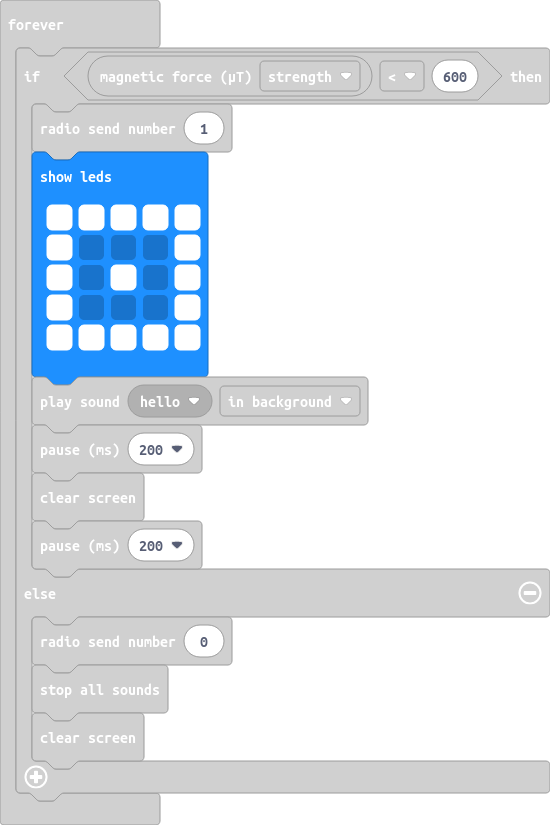 forever
if magnetic force (µT) strength < 600 then
radio send number 1
show leds
play sound hello in background
pause (ms) 200
clear screen
pause (ms) 200
else
radio send number 0
stop all sounds
clear screen